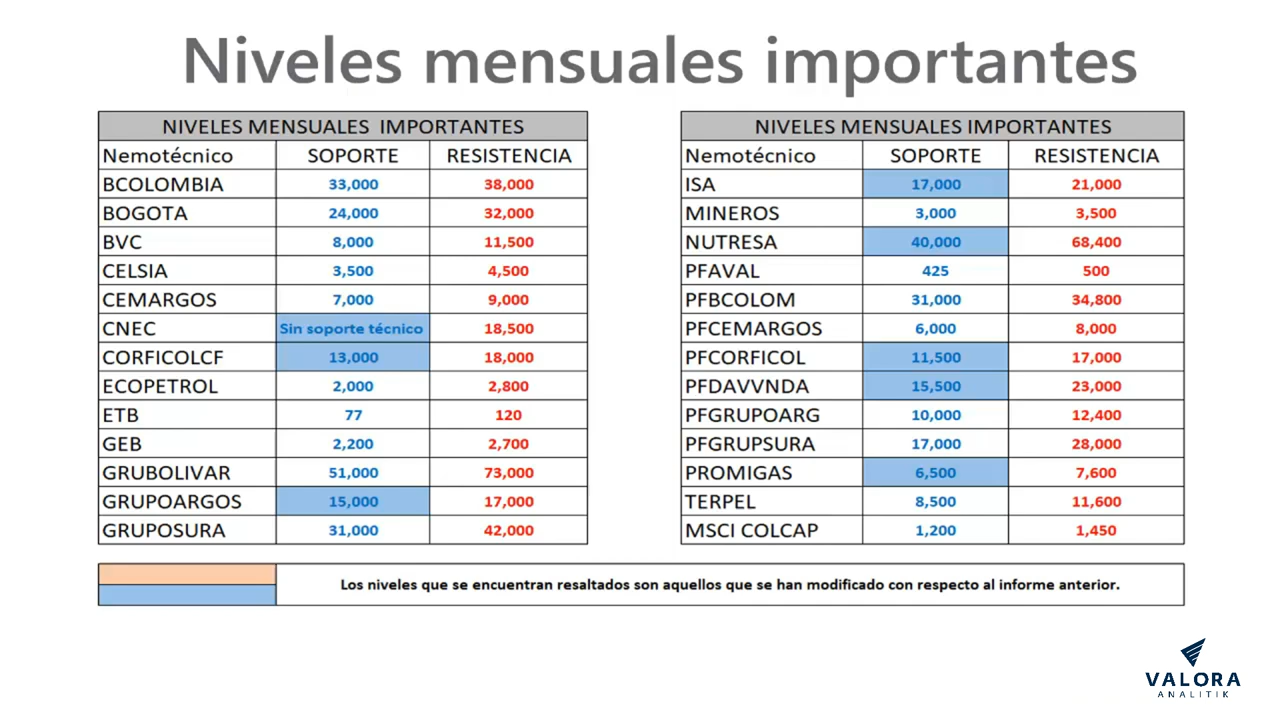 Niveles mensuales importantes
NIVELES MENSUALES IMPORTANTES
Nemotécnico SOPORTE RESISTENCIA
BCOLOMBIA 33,000 38,000
BOGOTA 24,000 32,000
BVC 8,000 11,500
CELSIA 3,500 4,500
CEMARGOS 7,000 9,000
CNEC Sin soporte técnico 18,500
CORFICOLCF 13,000 18,000
ECOPETROL 2,000 2,800
ETB 77 120
GEB 2,200 2,700
GRUBOLIVAR 51,000 73,000
GRUPOARGOS 15,000 17,000
GRUPOSURA 31,000 42,000
NIVELES MENSUALES IMPORTANTES
Nemotécnico SOPORTE RESISTENCIA
ISA 17,000 21,000
MINEROS 3,000 3,500
NUTRESA 40,000 68,400
PFAVAL 425 500
PFBCOLOM 31,000 34,800
PFCEMARGOS 6,000 8,000
PFCORFICOL 11,500 17,000
PFDAVVNDA 15,500 23,000
PFGRUPOARG 10,000 12,400
PFGRUPSURA 17,000 28,000
PROMIGAS 6,500 7,600
TERPEL 8,500 11,600
MSCI COLCAP 1,200 1,450
Los niveles que se encuentran resaltados son aquellos que se han modificado con respecto al informe anterior.
VALORA
ANALITIK